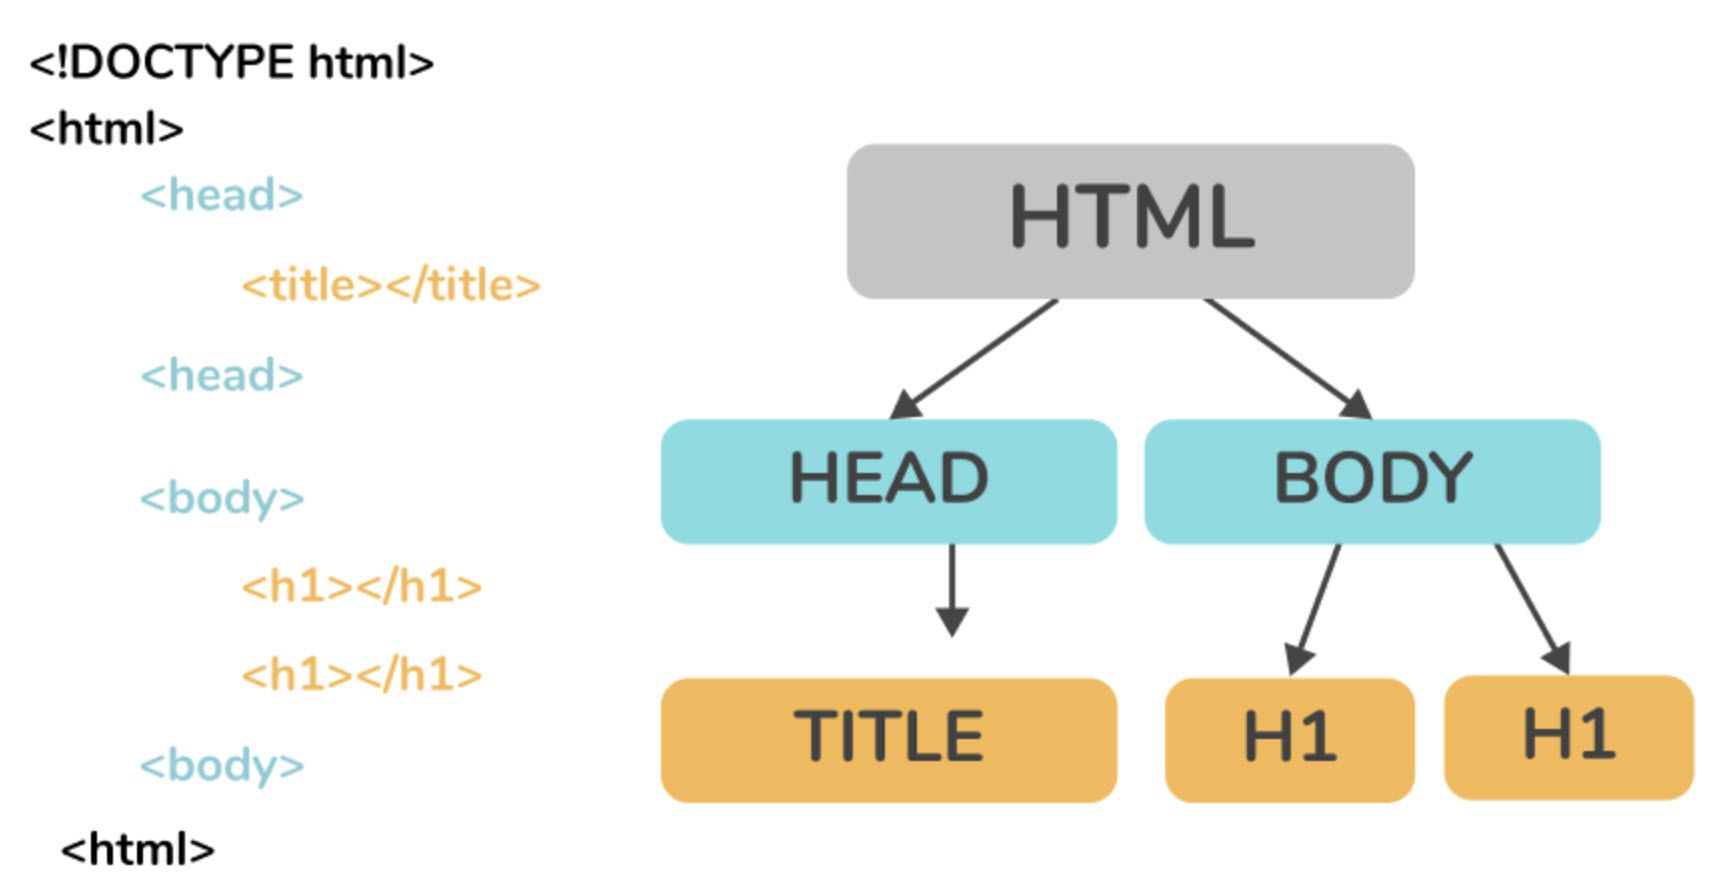 <!DOCTYPE html>
<html>
<head>
<title></title>
<head>
<body>
<h1></h1>
<h1></h1>
<body>
<html>
HTML
HEAD
BODY
TITLE
H1
H1